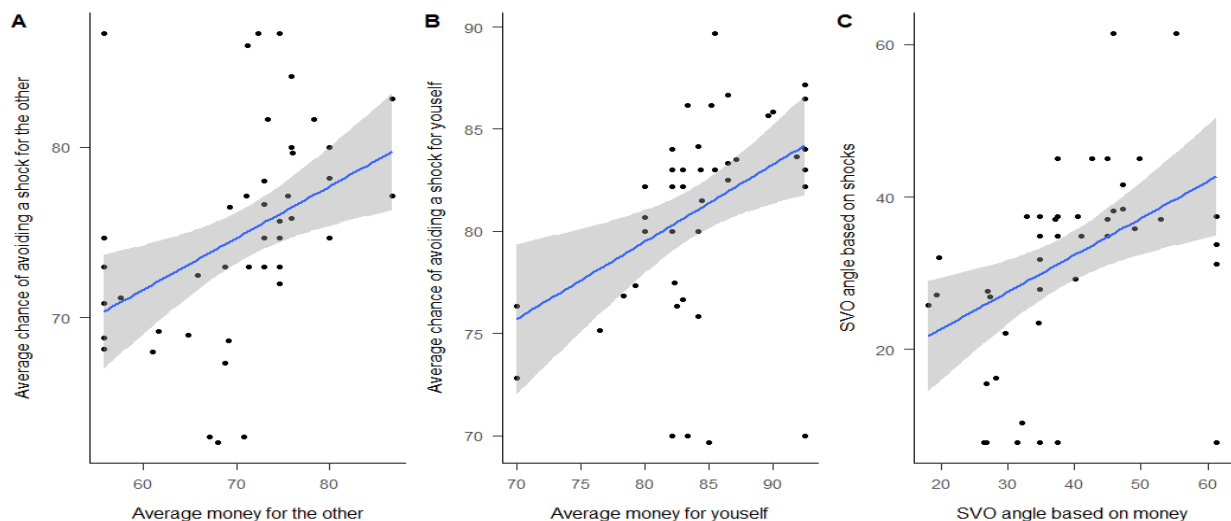 A
Average chance of avoiding a shock for the other
80
70
60 70 80
Average money for the other
B
Average chance of avoiding a shock for youself
90
85
80
75
70
70 75 80 85 90
Average money for youself
C
SVO angle based on shocks
60
40
20
20 30 40 50 60
SVO angle based on money